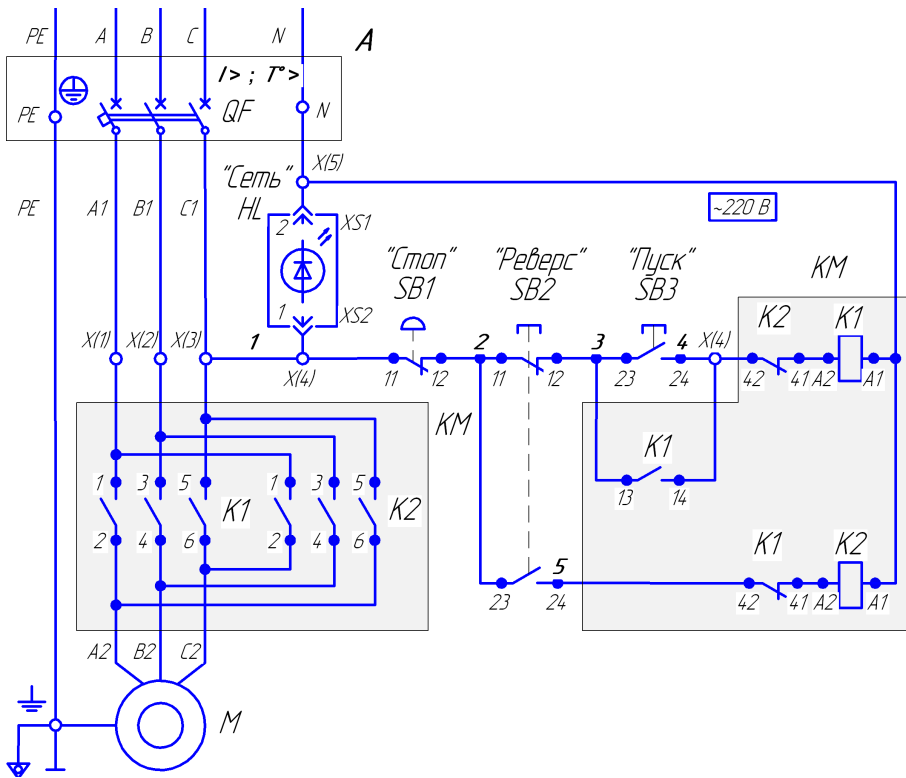 PE A B C N A
I> ; T°>
PE QF N
X(5)
"Сеть"
HL
PE A1 B1 C1
2 XS1
~220 В
"Стоп" "Реверс" "Пуск" KM
SB1 SB2 SB3
1 XS2 K2 K1
X(1) X(2) X(3) 1 2 3 4 X(4)
X(4) 11 12 11 12 23 24 42 41 A2 A1
KM
K1
1 3 5 1 3 5
K1 K2
13 14
2 4 6 2 4 6
K1 K2
5
23 24 42 41 A2 A1
A2 B2 C2
M